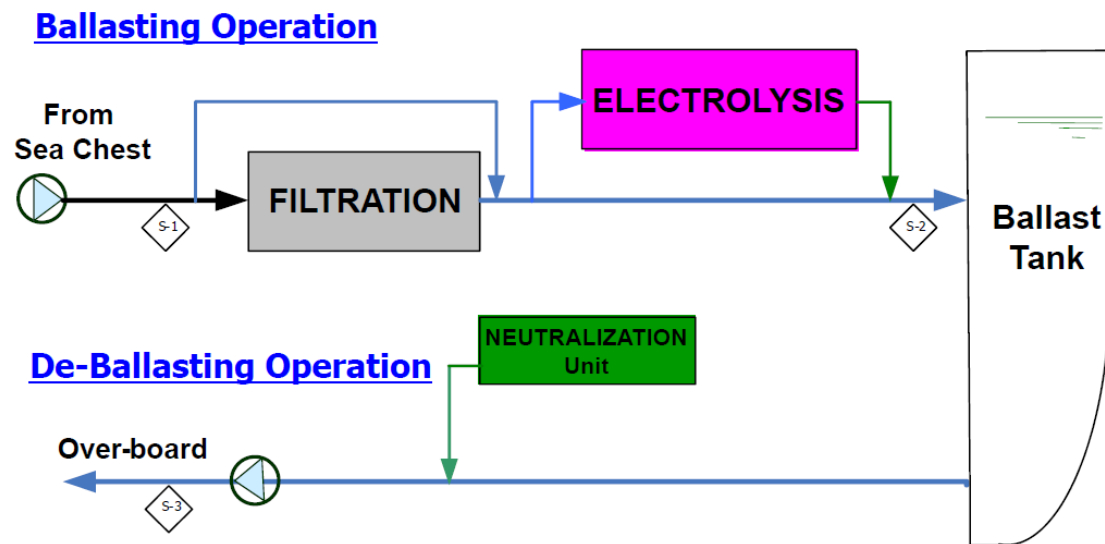 Ballasting Operation
From
Sea Chest
S-1
FILTRATION
ELECTROLYSIS
S-2
Ballast
Tank
De-Ballasting Operation
NEUTRALIZATION
Unit
Over-board
S-3